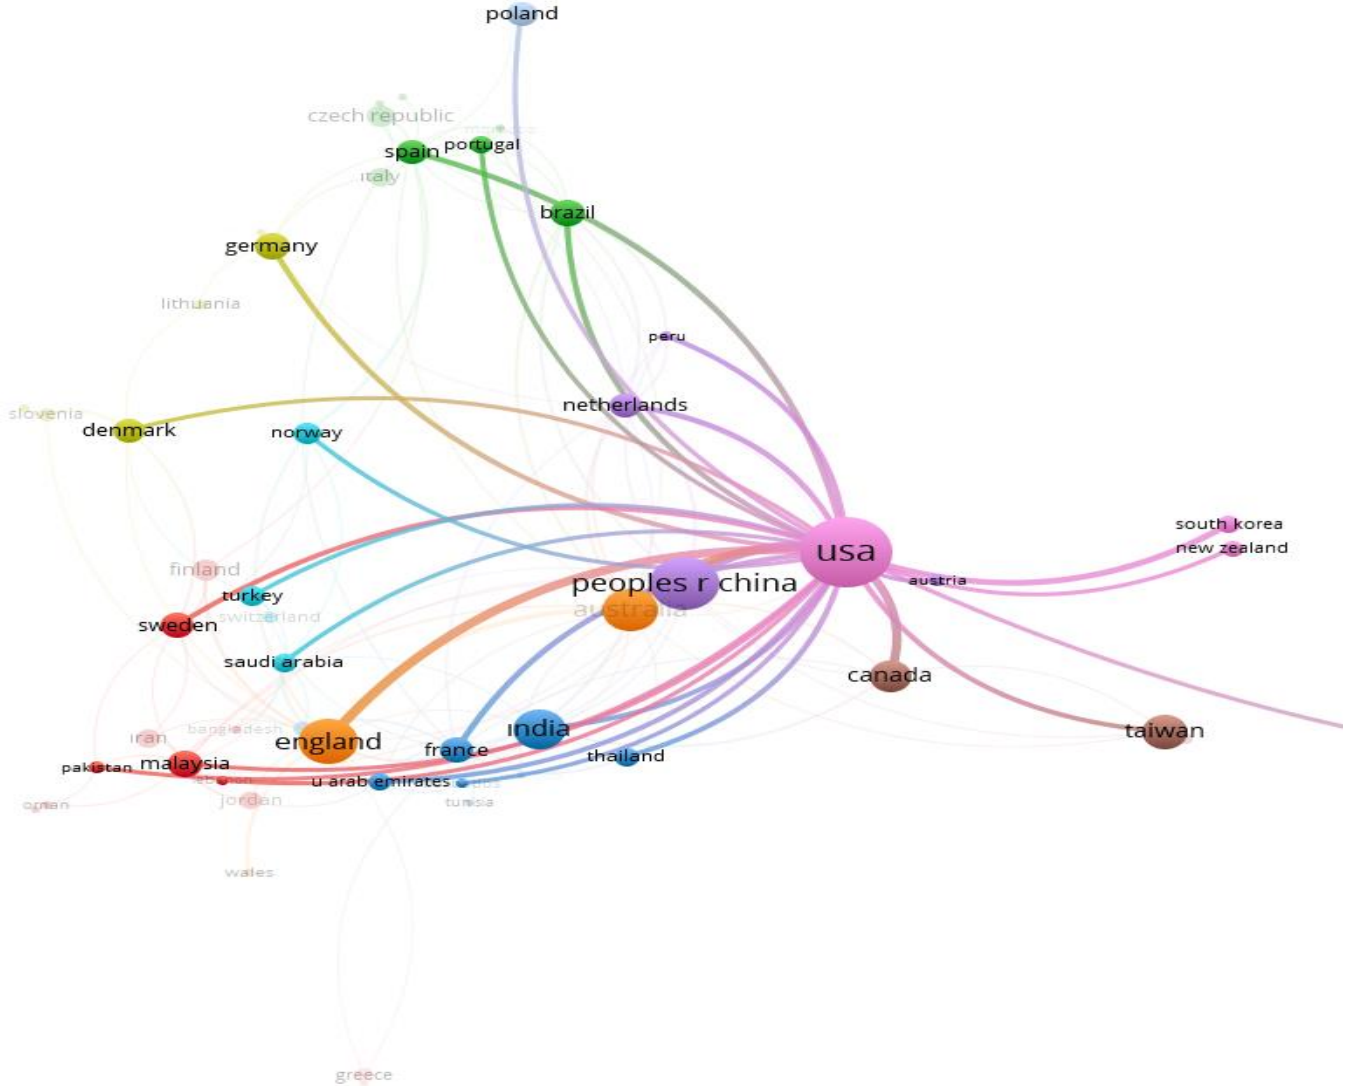 poland
czech republic
portugal
spain
italy
brazil
germany
lithuania
peru
netherlands
slovenia
denmark
norway
south korea
new zealand
usa
finland
austria
peoples r china
turkey
australia
switzerland
sweden
saudi arabia
canada
bangladesh
india
taiwan
iran
england
france
thailand
malaysia
pakistan
u arab emirates
jordan
tunisia
oman
wales
greece